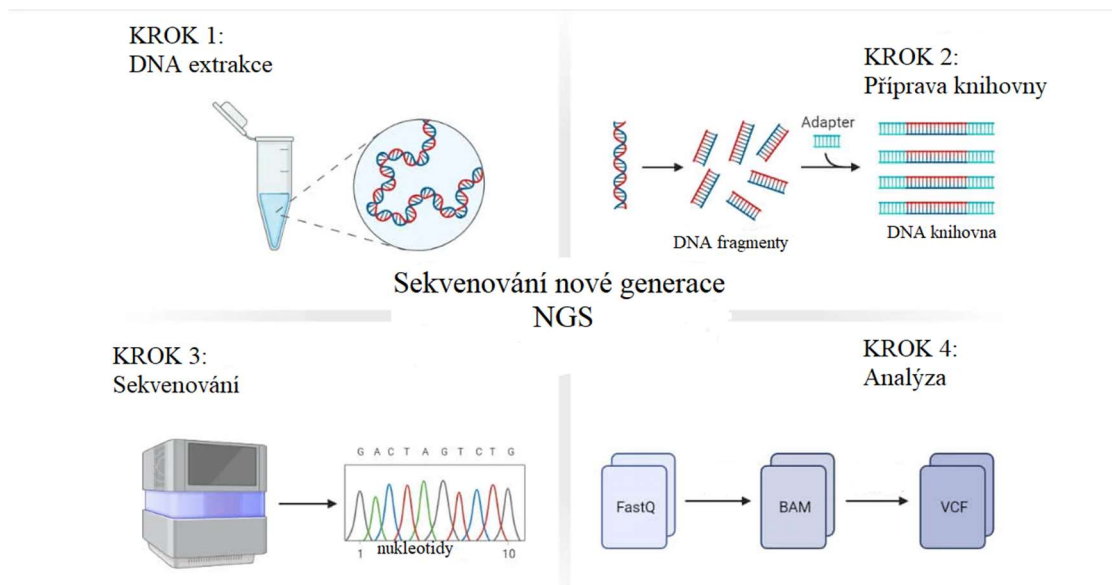 KROK 1:
DNA extrakce
KROK 2:
Příprava knihovny
Adapter
DNA fragmenty
DNA knihovna
Sekvenování nové generace
NGS
KROK 3:
Sekvenování
G A C T A G T C T G
nukleotidy
1 10
KROK 4:
Analýza
FastQ
BAM
VCF